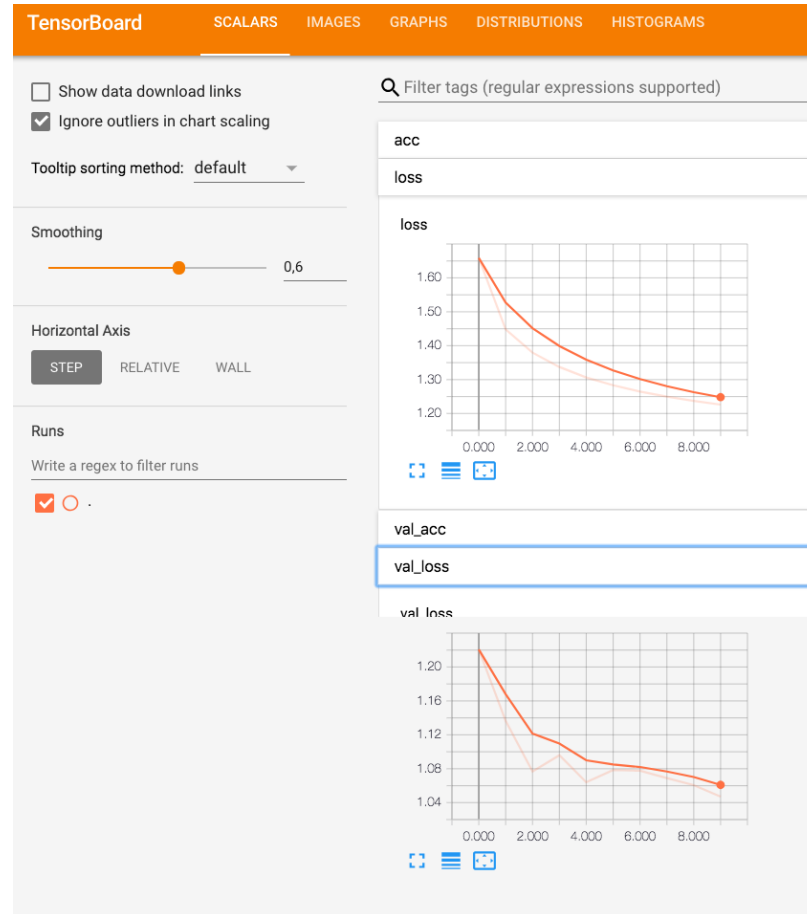 TensorBoard SCALARS IMAGES GRAPHS DISTRIBUTIONS HISTOGRAMS
Show data download links
Ignore outliers in chart scaling
Tooltip sorting method: default
Smoothing
0,6
Horizontal Axis
STEP RELATIVE WALL
Runs
Write a regex to filter runs
.
Filter tags (regular expressions supported)
acc
loss
loss
1.60
1.50
1.40
1.30
1.20
0.000 2.000 4.000 6.000 8.000
val_acc
val_loss
val_loss
1.20
1.16
1.12
1.08
1.04
0.000 2.000 4.000 6.000 8.000